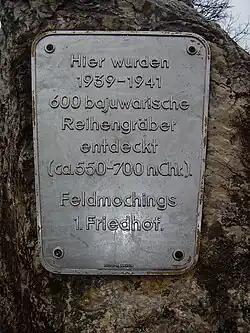 Hier wurden
1939-1941
600 bajuwarische
Reihengräber
entdeckt
(ca.550-700 n.Chr.).
Feldmochings
1. Friedhof.